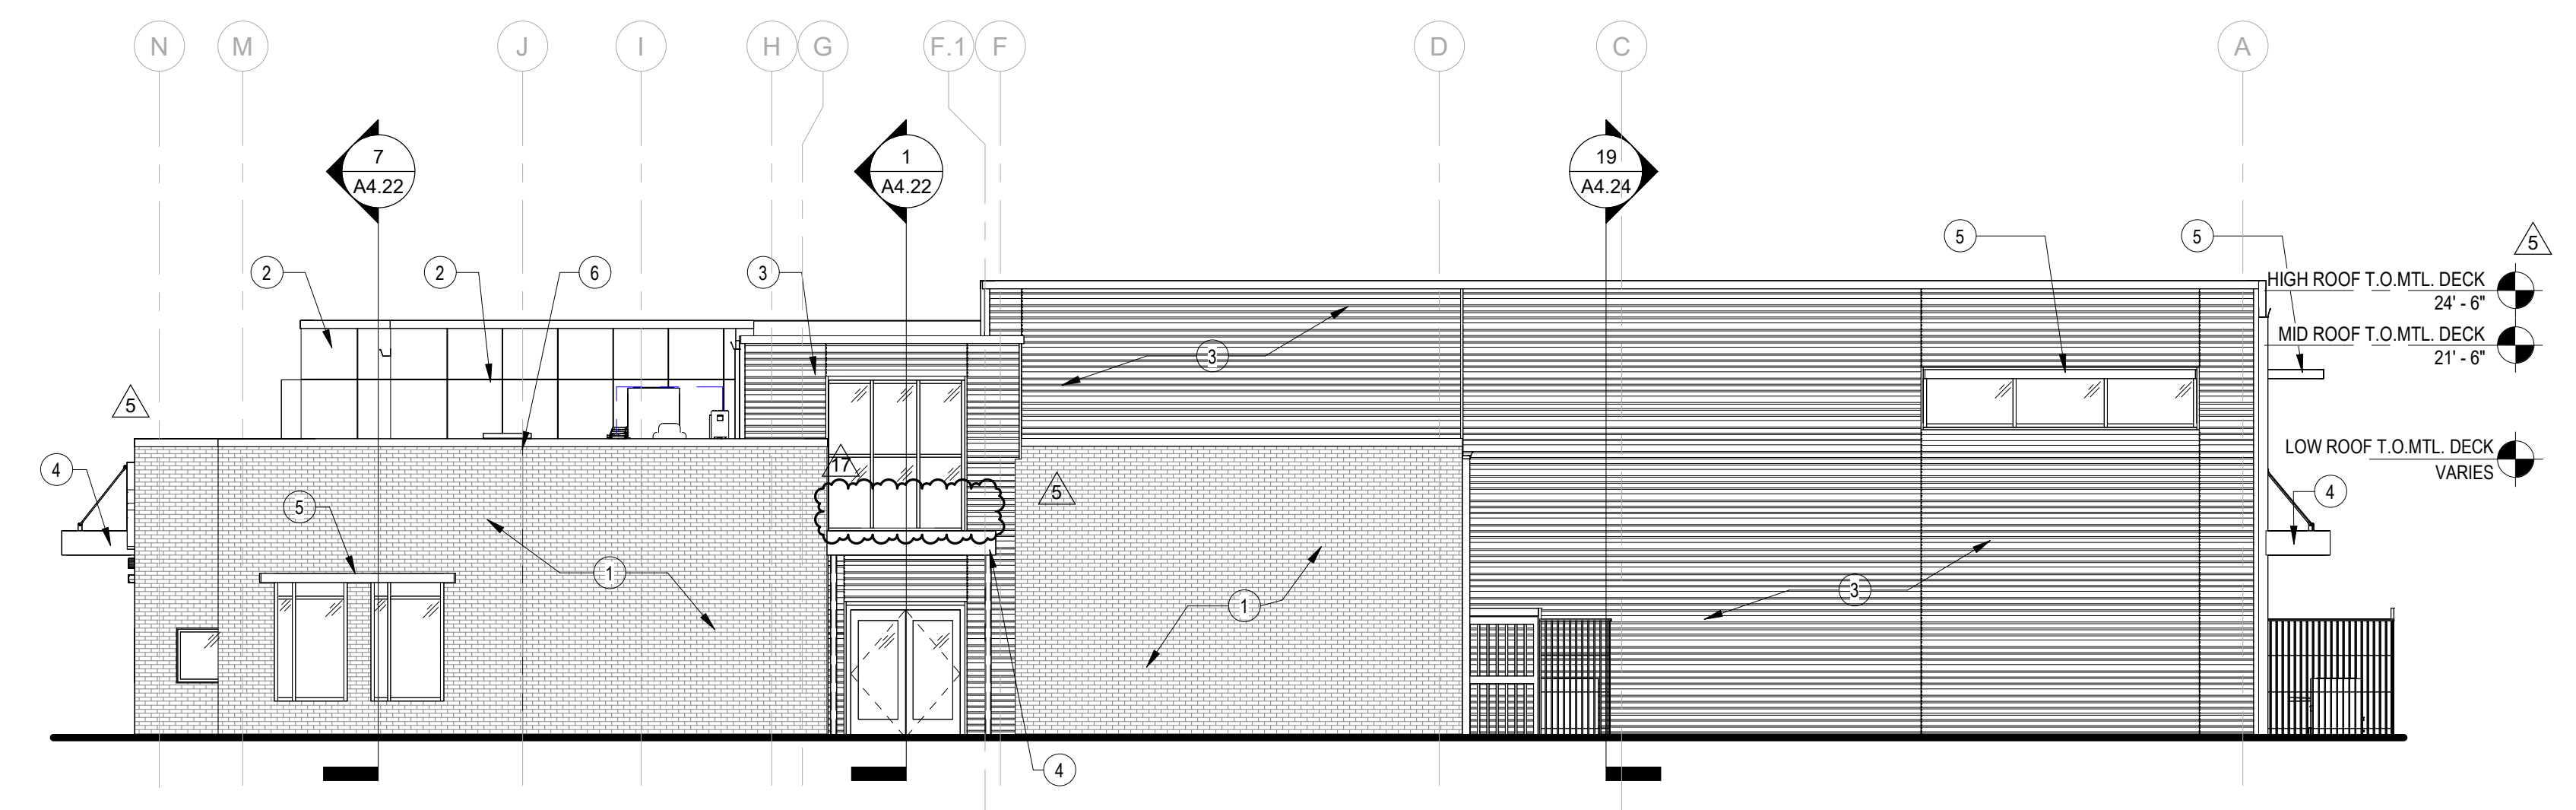 N M J I H G F.1 F D C A
7
A4.22
1
A4.22
19
A4.24
5 5 5
2 2 6 3
HIGH ROOF T.O.MTL. DECK
24' - 6"
MID ROOF T.O.MTL. DECK
21' - 6"
3
5
LOW ROOF T.O.MTL. DECK
VARIES
4 17 5 4
5
1 3
1
4